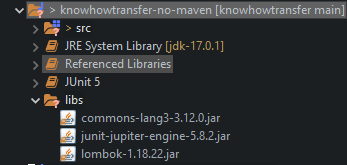 > knowhowtransfer-no-maven [knowhowtransfer main]
> src
JRE System Library [jdk-17.0.1]
Referenced Libraries
JUnit 5
libs
commons-lang3-3.12.0.jar
junit-jupiter-engine-5.8.2.jar
lombok-1.18.22.jar